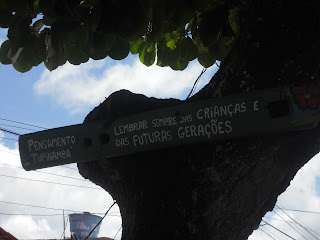 PENSAMENTO
TUPINAMBÁ
LEMBRAR SEMPRE DAS CRIANÇAS E
DAS FUTURAS GERAÇÕES